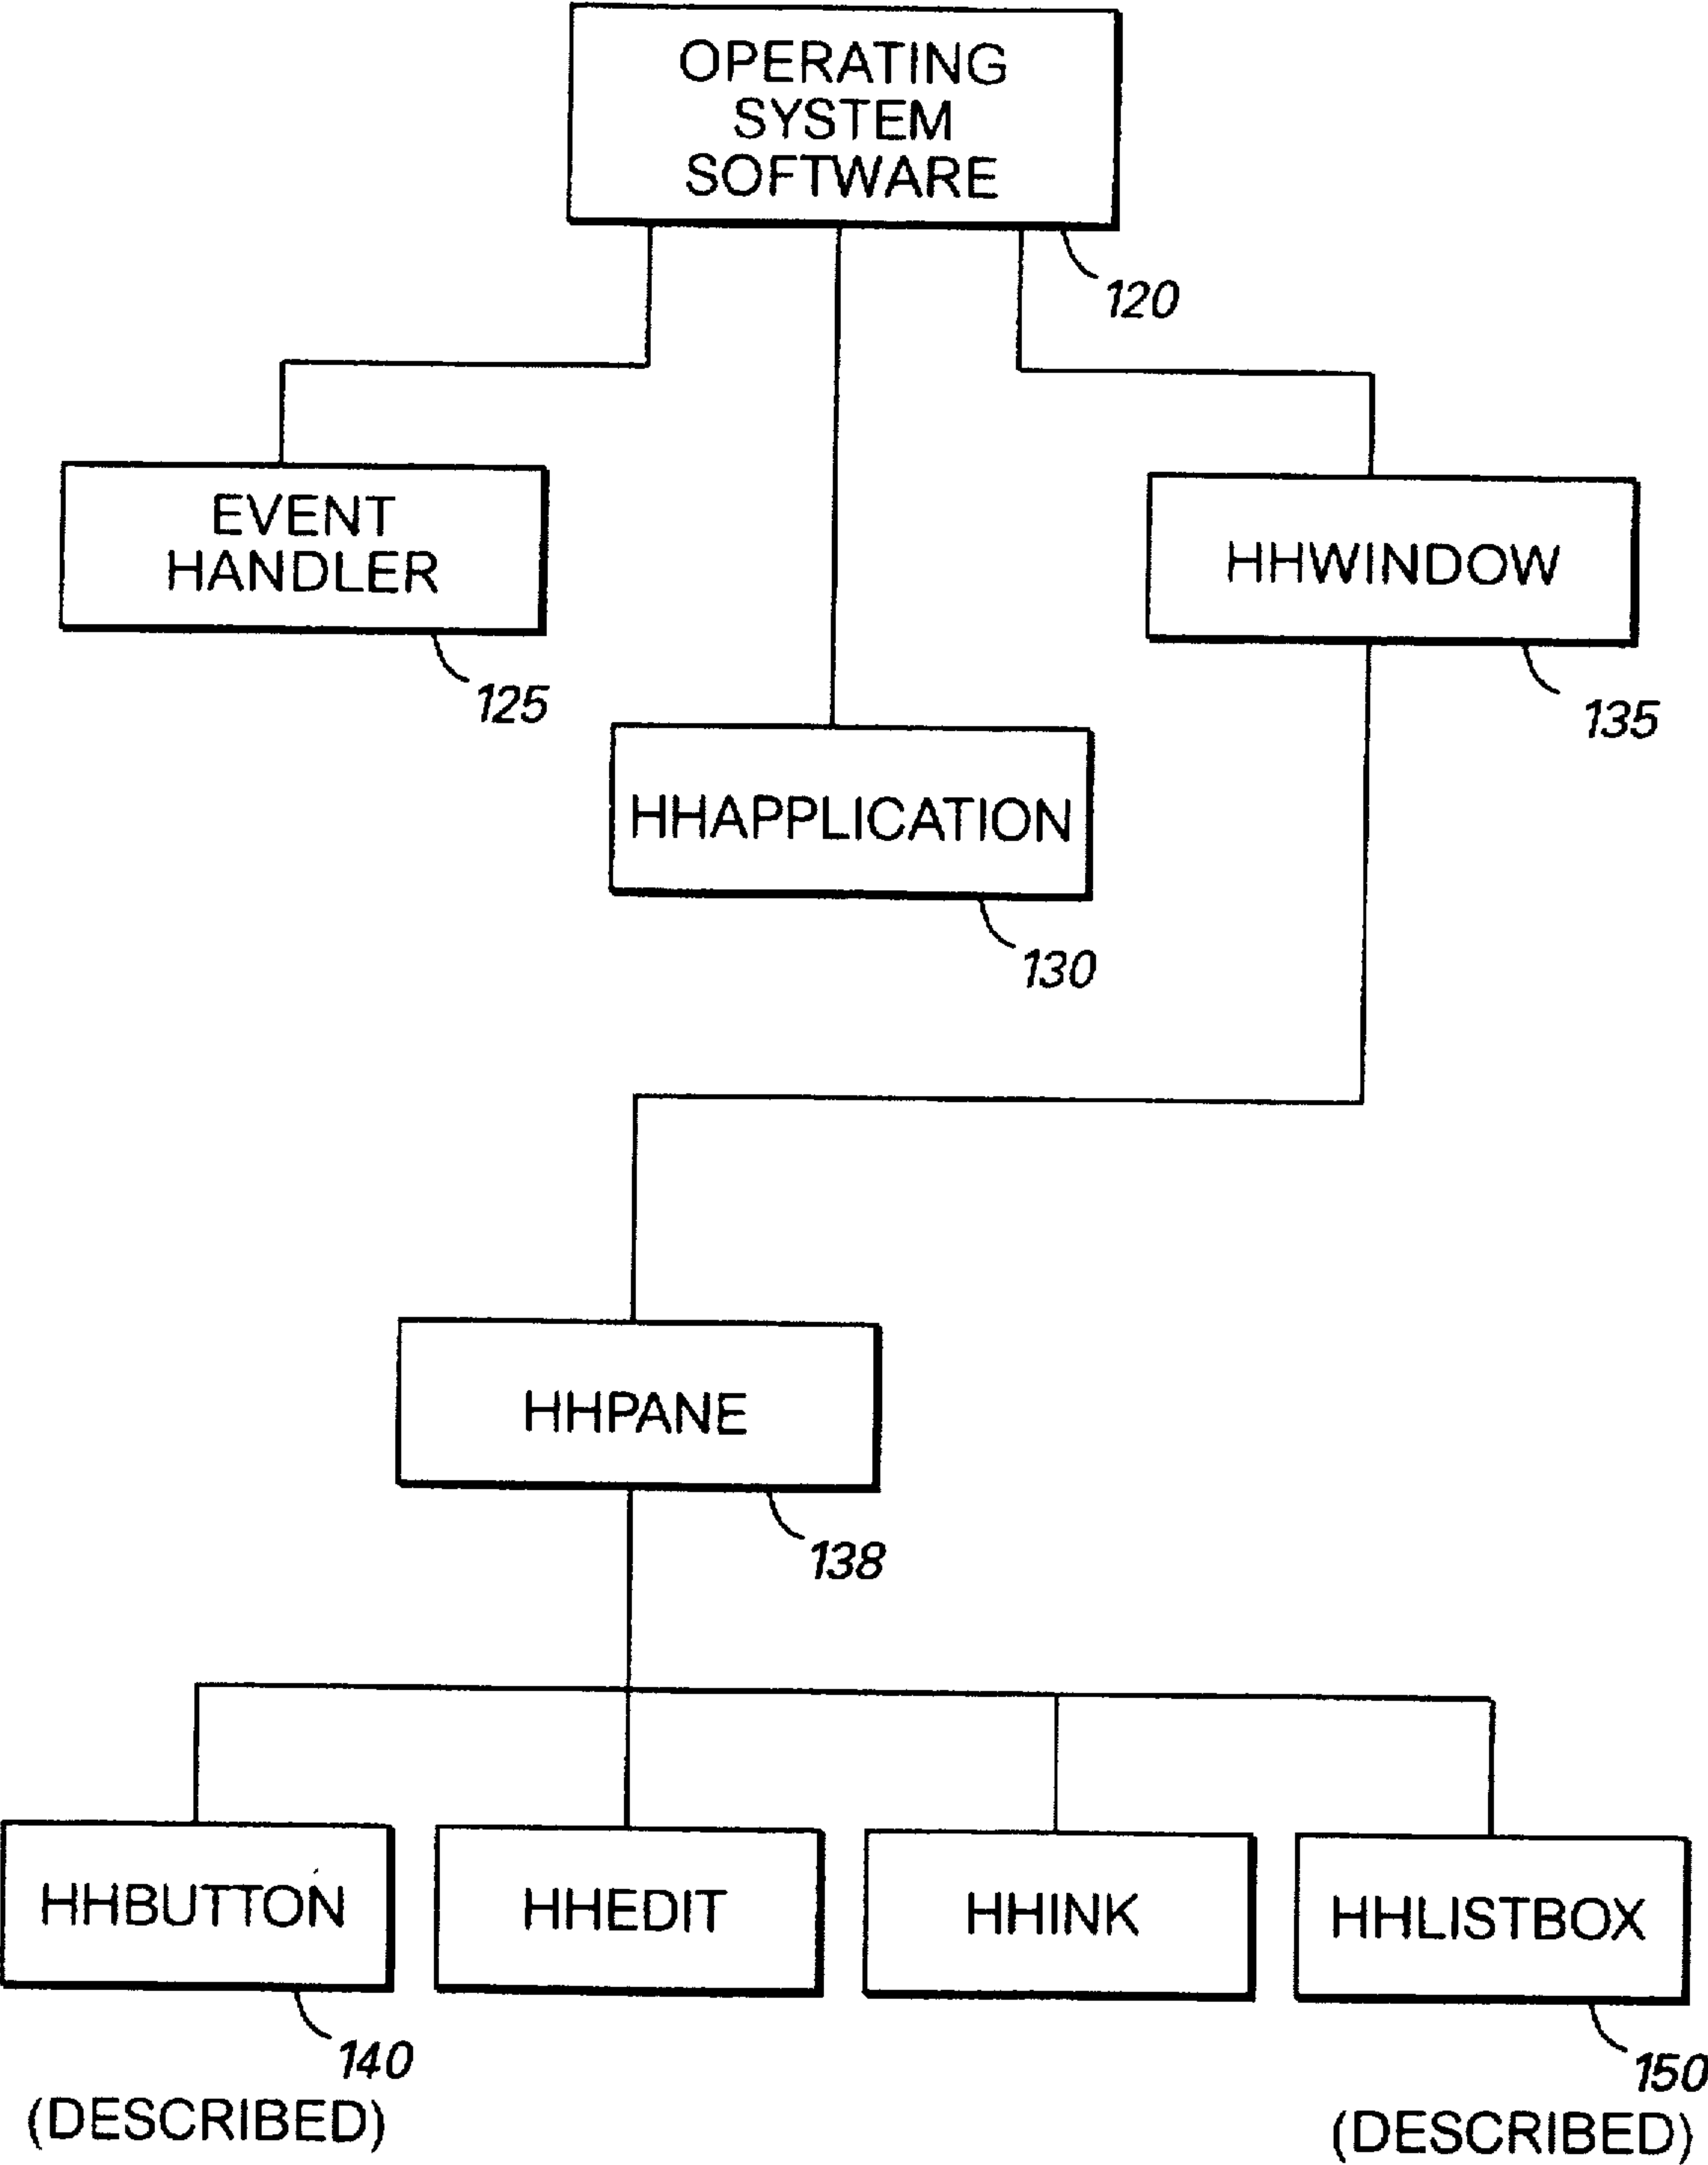 OPERATING
SYSTEM
SOFTWARE
120
EVENT
HANDLER
125
HHWINDOW
135
HHAPPLICATION
130
HHPANE
138
HHBUTTON
HHEDIT
HHINK
HHLISTBOX
140
(DESCRIBED)
150
(DESCRIBED)